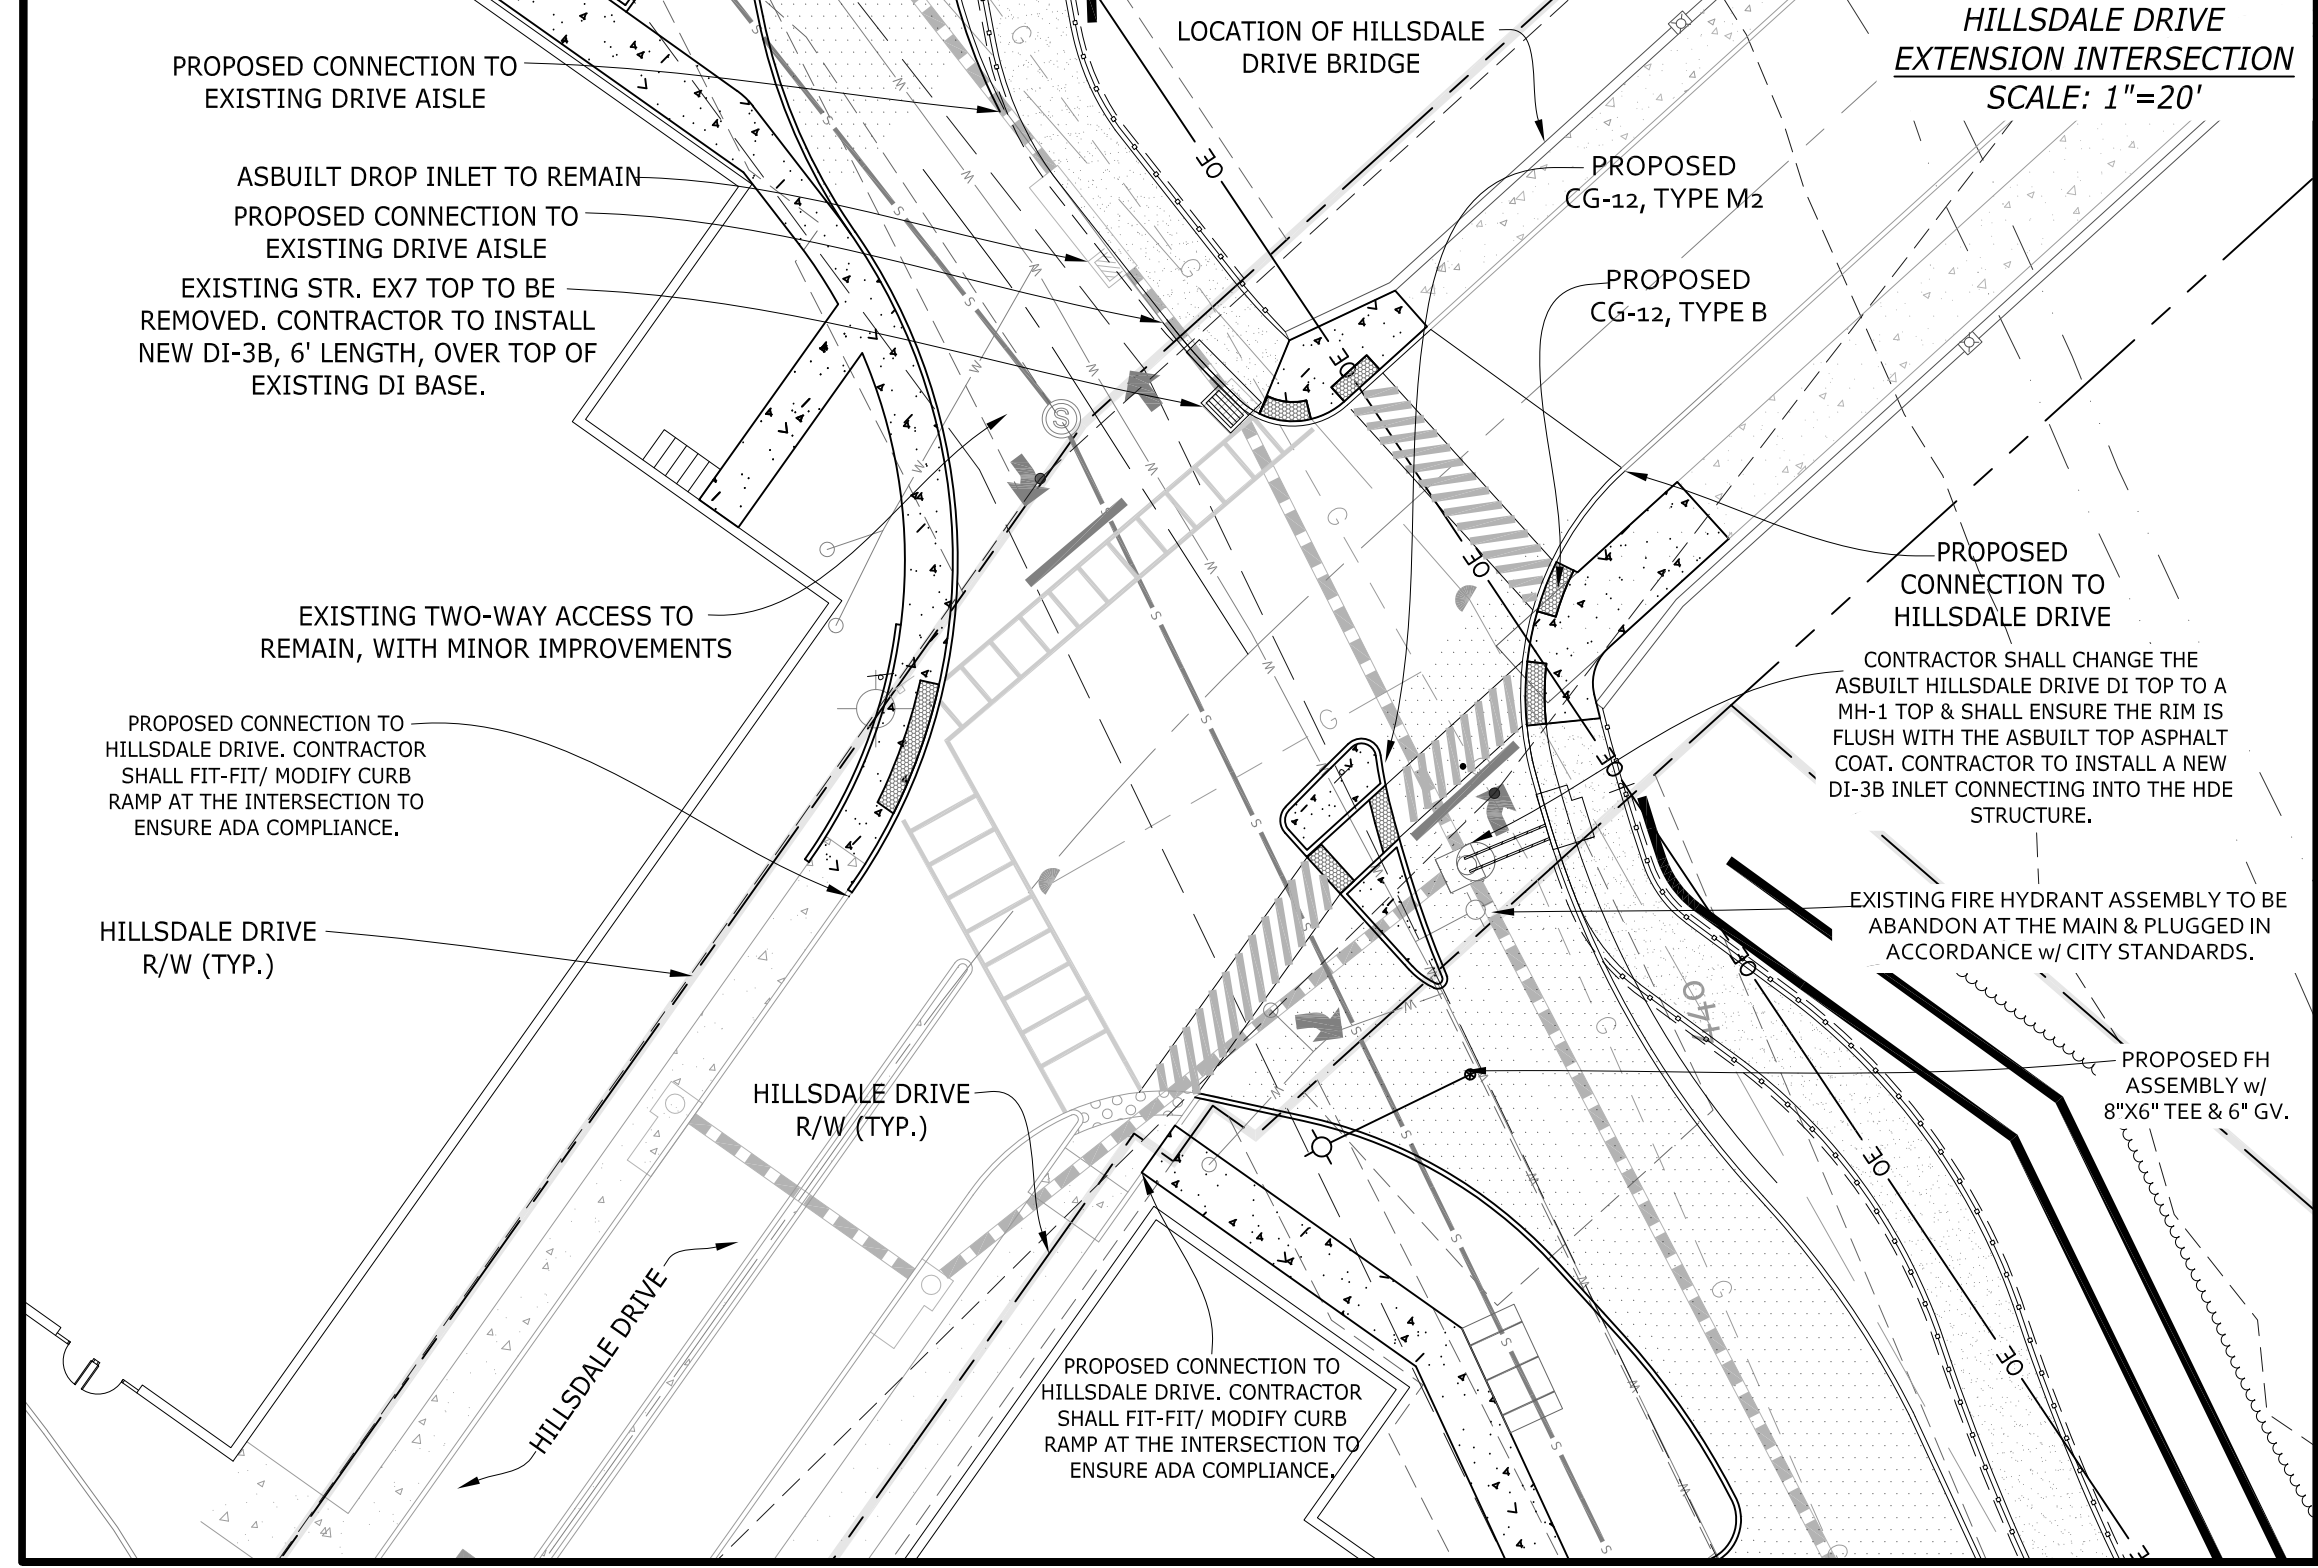 HILLSDALE DRIVE
EXTENSION INTERSECTION
SCALE: 1"=20'
LOCATION OF HILLSDALE
DRIVE BRIDGE
PROPOSED CONNECTION TO
EXISTING DRIVE AISLE
ASBUILT DROP INLET TO REMAIN
PROPOSED CONNECTION TO
EXISTING DRIVE AISLE
EXISTING STR. EX7 TOP TO BE
REMOVED. CONTRACTOR TO INSTALL
NEW DI-3B, 6' LENGTH, OVER TOP OF
EXISTING DI BASE.
PROPOSED
CG-12, TYPE M2
PROPOSED
CG-12, TYPE B
EXISTING TWO-WAY ACCESS TO
REMAIN, WITH MINOR IMPROVEMENTS
PROPOSED
CONNECTION TO
HILLSDALE DRIVE
CONTRACTOR SHALL CHANGE THE
ASBUILT HILLSDALE DRIVE DI TOP TO A
MH-1 TOP & SHALL ENSURE THE RIM IS
FLUSH WITH THE ASBUILT TOP ASPHALT
COAT. CONTRACTOR TO INSTALL A NEW
DI-3B INLET CONNECTING INTO THE HDE
STRUCTURE.
PROPOSED CONNECTION TO
HILLSDALE DRIVE. CONTRACTOR
SHALL FIT-FIT/ MODIFY CURB
RAMP AT THE INTERSECTION TO
ENSURE ADA COMPLIANCE.
EXISTING FIRE HYDRANT ASSEMBLY TO BE
ABANDON AT THE MAIN & PLUGGED IN
ACCORDANCE w/ CITY STANDARDS.
HILLSDALE DRIVE
R/W (TYP.)
HILLSDALE DRIVE
R/W (TYP.)
PROPOSED FH
ASSEMBLY w/
8"X6" TEE & 6" GV.
HILLSDALE DRIVE
PROPOSED CONNECTION TO
HILLSDALE DRIVE. CONTRACTOR
SHALL FIT-FIT/ MODIFY CURB
RAMP AT THE INTERSECTION TO
ENSURE ADA COMPLIANCE.
OE
OE
OE
OE
OE
OE
OE
S
440